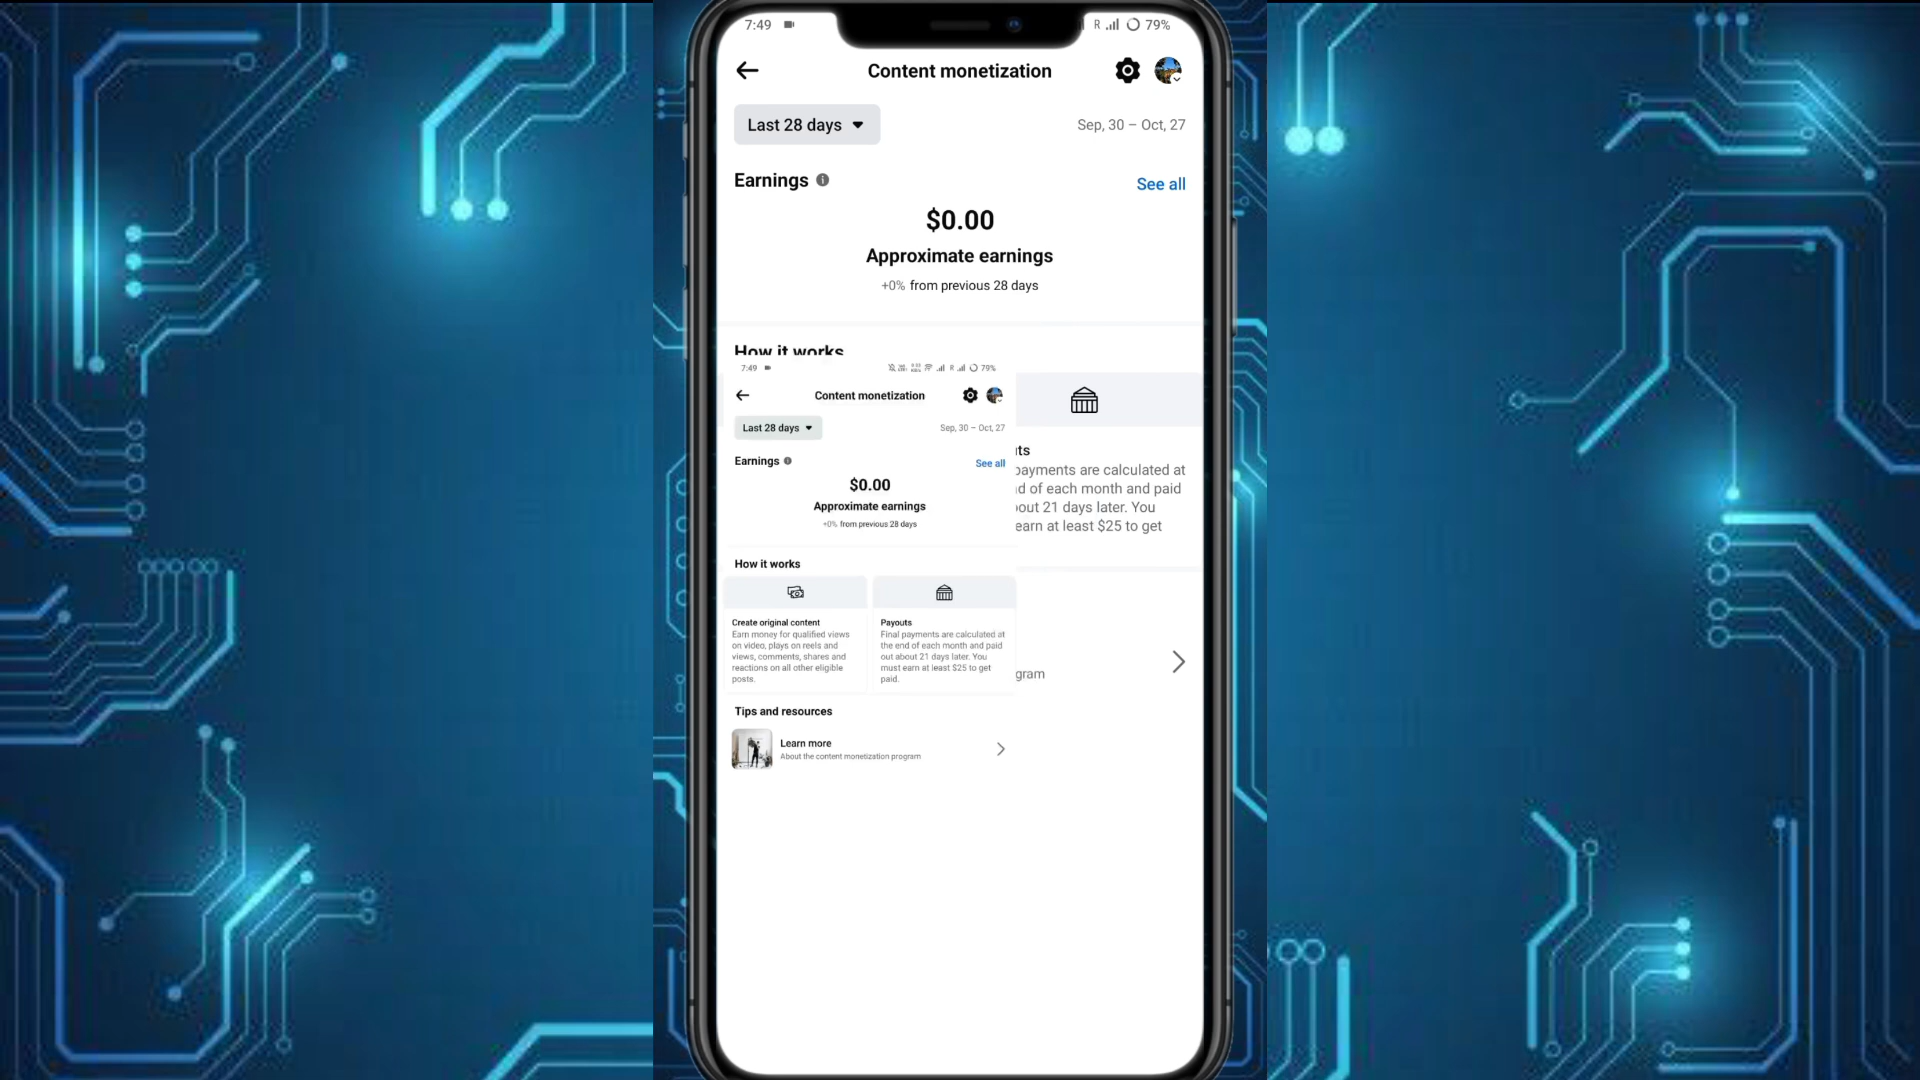 7:49 R 79%
Content monetization
Last 28 days Sep, 30 – Oct, 27
Earnings See all
$0.00
Approximate earnings
+0% from previous 28 days
How it works
7:49 R 79%
Content monetization
Last 28 days Sep, 30 – Oct, 27
Earnings See all
$0.00
Approximate earnings
+0% from previous 28 days
How it works
Create original content
Earn money for qualified views
on video, plays on reels and
views, comments, shares and
reactions on all other eligible
posts.
Payouts
Final payments are calculated at
the end of each month and paid
out about 21 days later. You
must earn at least $25 to get
paid.
Tips and resources
Learn more
About the content monetization program
its
payments are calculated at
d of each month and paid
out 21 days later. You
earn at least $25 to get
gram